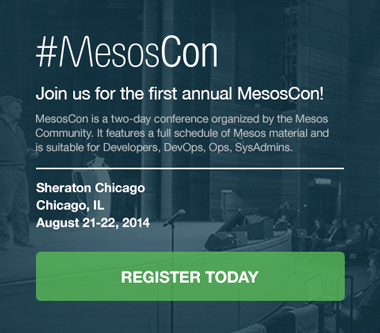 #MesosCon
Join us for the first annual MesosCon!
MesosCon is a two-day conference organized by the Mesos
Community. It features a full schedule of Mesos material and
is suitable for Developers, DevOps, Ops, SysAdmins.
Sheraton Chicago
Chicago, IL
August 21-22, 2014
REGISTER TODAY